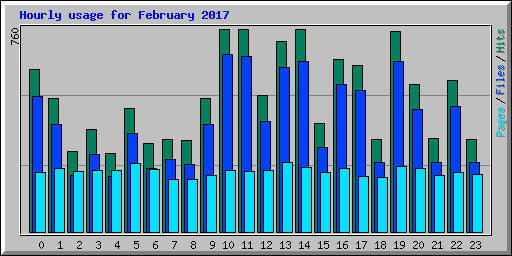 Hourly usage for February 2017
760
Pages/Files/Hits
0 1 2 3 4 5 6 7 8 9 10 11 12 13 14 15 16 17 18 19 20 21 22 23